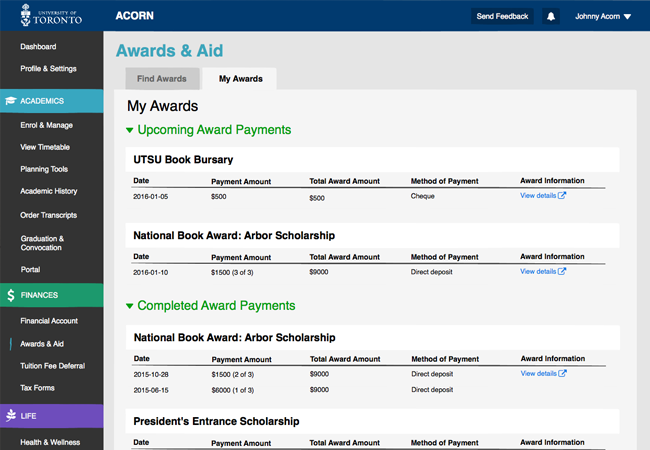 UNIVERSITY OF
TORONTO
ACORN
Send Feedback
Johnny Acorn
Dashboard
Profile & Settings
ACADEMICS
Enrol & Manage
View Timetable
Planning Tools
Academic History
Order Transcripts
Graduation &
Convocation
Portal
$ FINANCES
Financial Account
Awards & Aid
Tuition Fee Deferral
Tax Forms
LIFE
Health & Wellness
Awards & Aid
Find Awards My Awards
My Awards
Upcoming Award Payments
UTSU Book Bursary
Date Payment Amount Total Award Amount Method of Payment Award Information
2016-01-05 $500 $500 Cheque View details
National Book Award: Arbor Scholarship
Date Payment Amount Total Award Amount Method of Payment Award Information
2016-01-10 $1500 (3 of 3) $9000 Direct deposit View details
Completed Award Payments
National Book Award: Arbor Scholarship
Date Payment Amount Total Award Amount Method of Payment Award Information
2015-10-28 $1500 (2 of 3) $9000 Direct deposit View details
2015-06-15 $6000 (1 of 3) $9000 Direct deposit
President's Entrance Scholarship
Date Payment Amount Total Award Amount Method of Payment Award Information